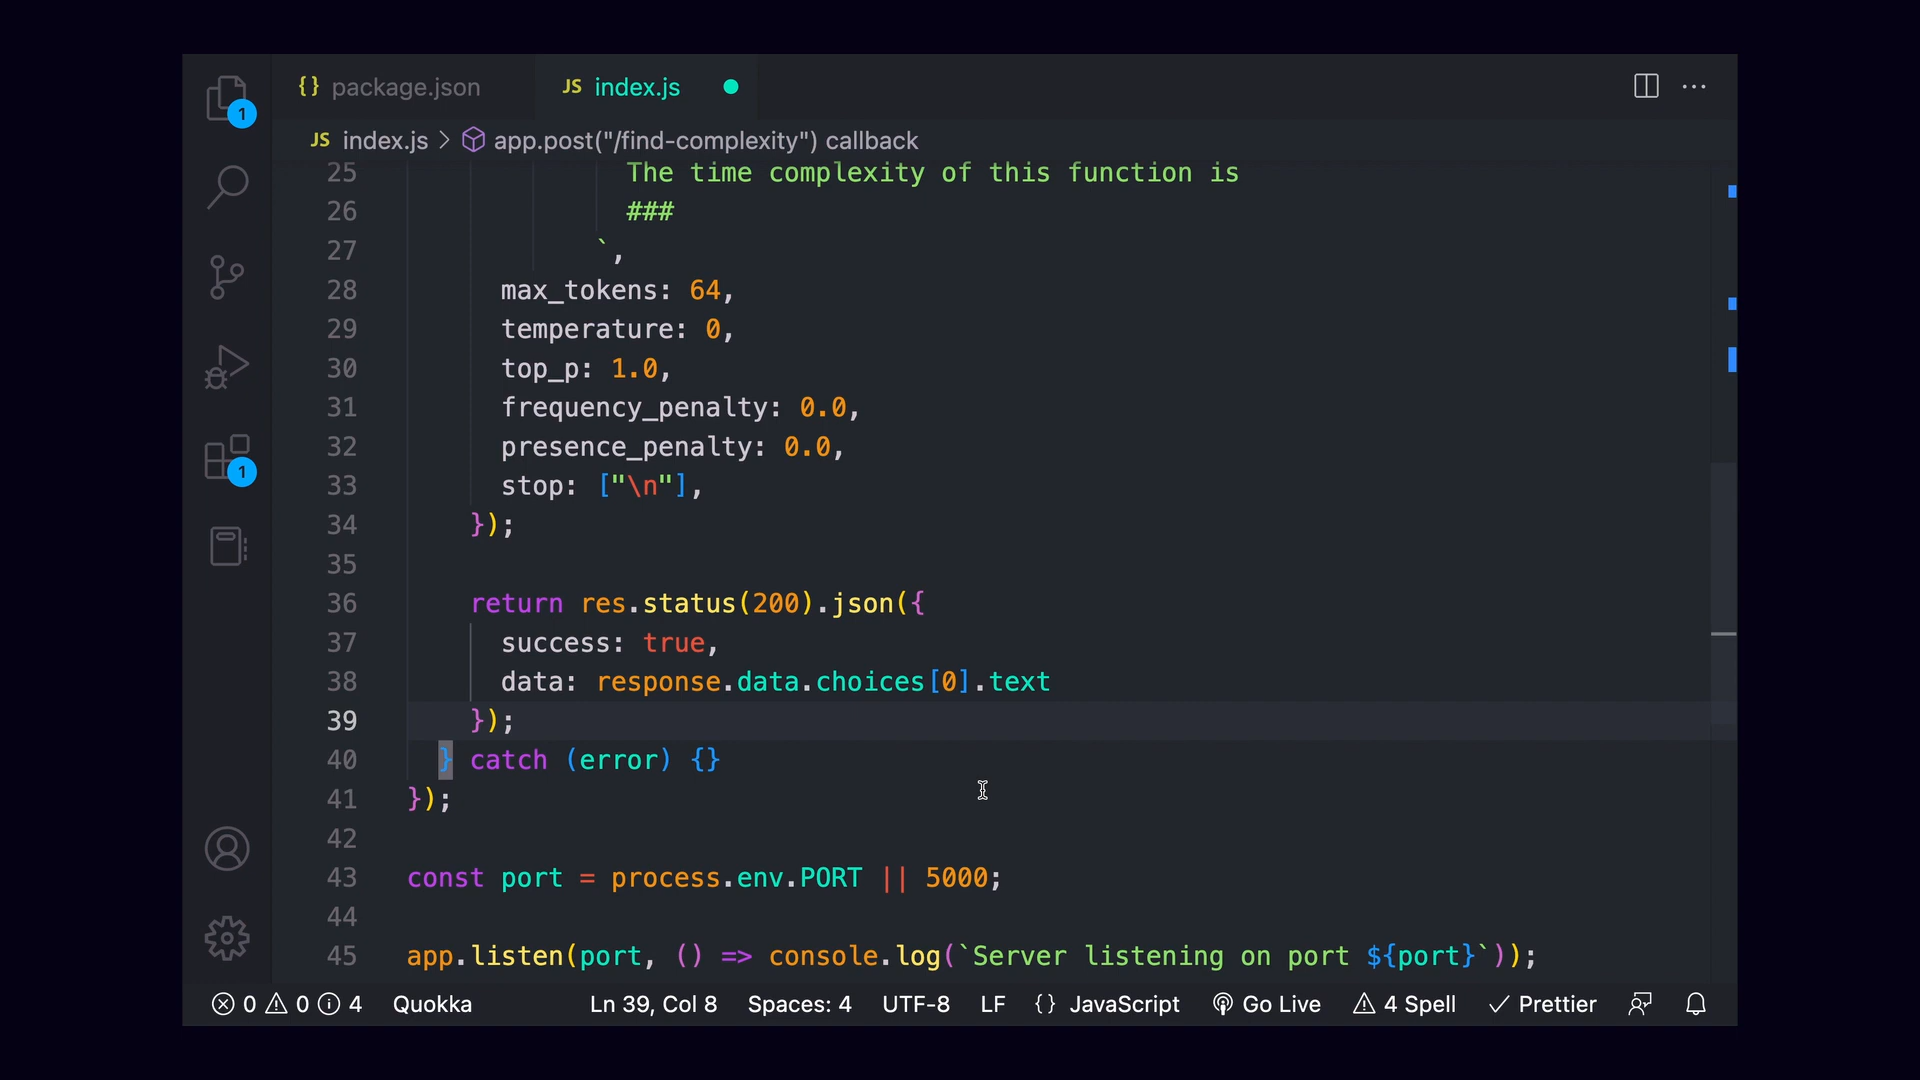 {} package.json JS index.js
JS index.js > app.post("/find-complexity") callback
25 The time complexity of this function is
26 ###
27 `,
28 max_tokens: 64,
29 temperature: 0,
30 top_p: 1.0,
31 frequency_penalty: 0.0,
32 presence_penalty: 0.0,
33 stop: ["\n"],
34 });
35
36 return res.status(200).json({
37 success: true,
38 data: response.data.choices[0].text
39 });
40 } catch (error) {}
41 });
42
43 const port = process.env.PORT || 5000;
44
45 app.listen(port, () => console.log(`Server listening on port ${port}`));
1
1
0 0 4 Quokka Ln 39, Col 8 Spaces: 4 UTF-8 LF {} JavaScript Go Live 4 Spell Prettier